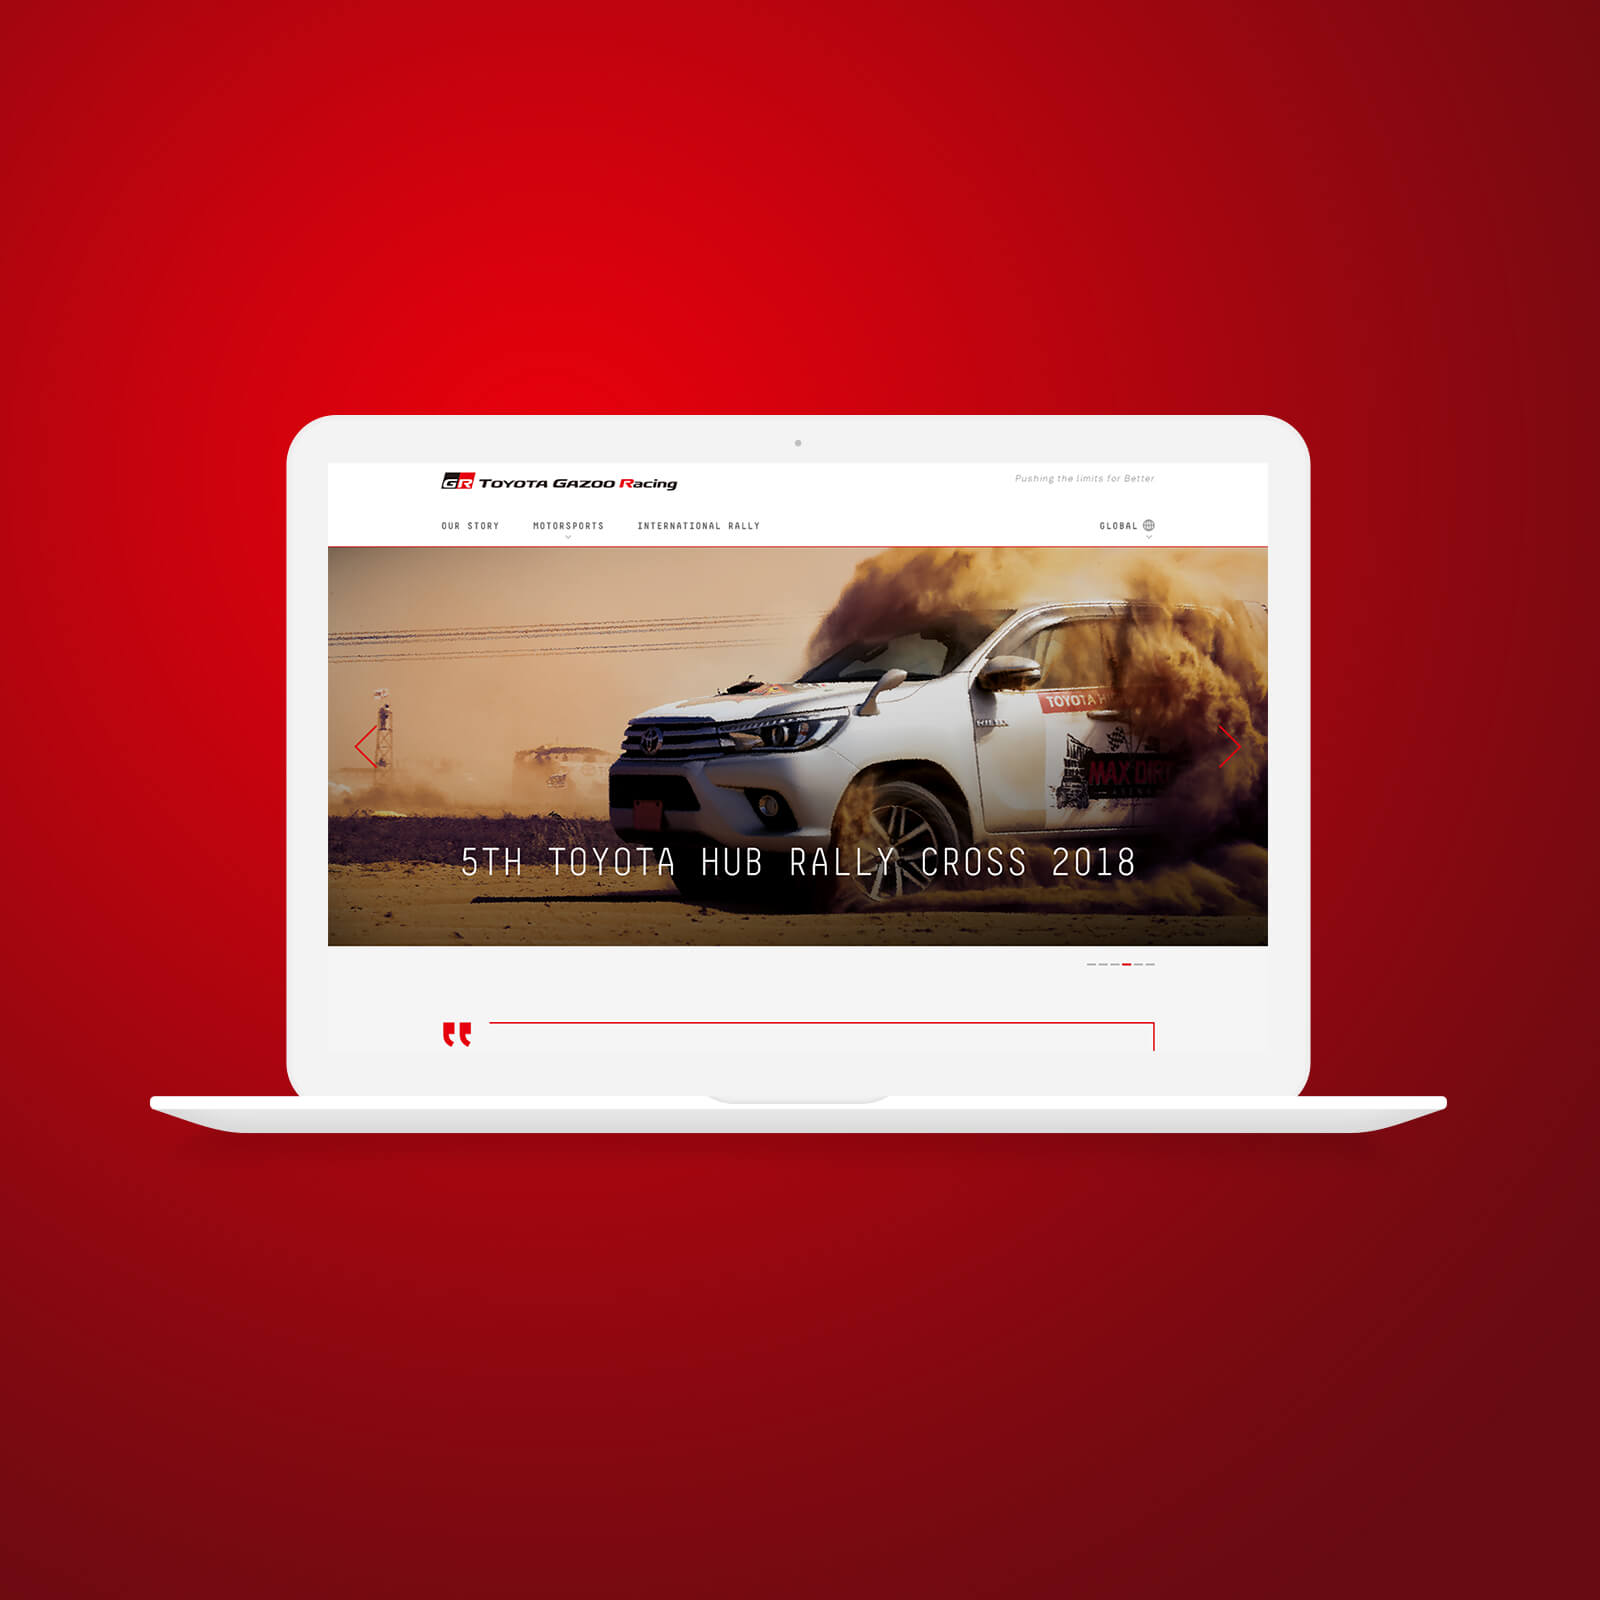 GR TOYOTA GAZOO Racing
Pushing the limits for Better
OUR STORY MOTORSPORTS INTERNATIONAL RALLY GLOBAL
TOYOTA
HILUX
MAX DIRT
5TH TOYOTA HUB RALLY CROSS 2018
"